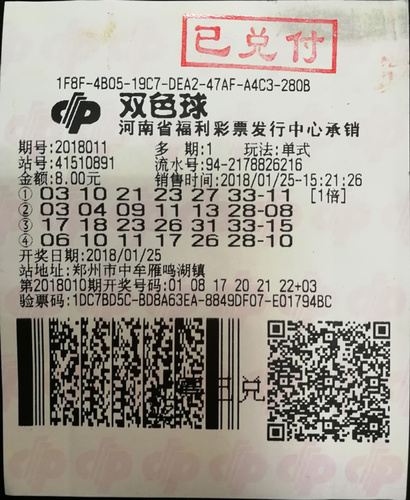 已兑付
1F8F-4B05-19C7-DEA2-47AF-A4C3-280B
双色球
河南省福利彩票发行中心承销
期号:2018011 多 期:1 玩法:单式
站号:41510891 流水号:94-2178826216
金额:8.00元 销售时间:2018/01/25-15:21:26
① 03 10 21 23 27 33-11 [1倍]
② 03 04 09 11 13 28-08
③ 17 18 23 26 31 33-15
④ 06 10 11 17 26 28-10
开奖日期:2018/01/25
站地址:郑州市中牟雁鸣湖镇
第2018010期开奖号码:01 08 17 20 21 22+03
验票码:1DC7BD5C-BD8A63EA-8849DF07-E01794BC
票已兑